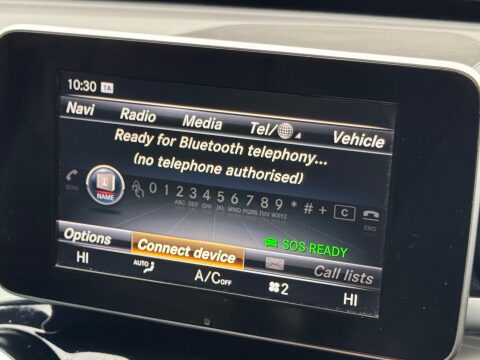 10:30 TA
Navi Radio Media Tel/ Vehicle
Ready for Bluetooth telephony...
(no telephone authorised)
SEND NAME 0 1 2 3 4 5 6 7 8 9 * # + C END
ABC DEF GHI JKL MNO PQR TUV WXYZ
SOS READY
Options Connect device Call lists
HI AUTO A/C OFF 2 HI